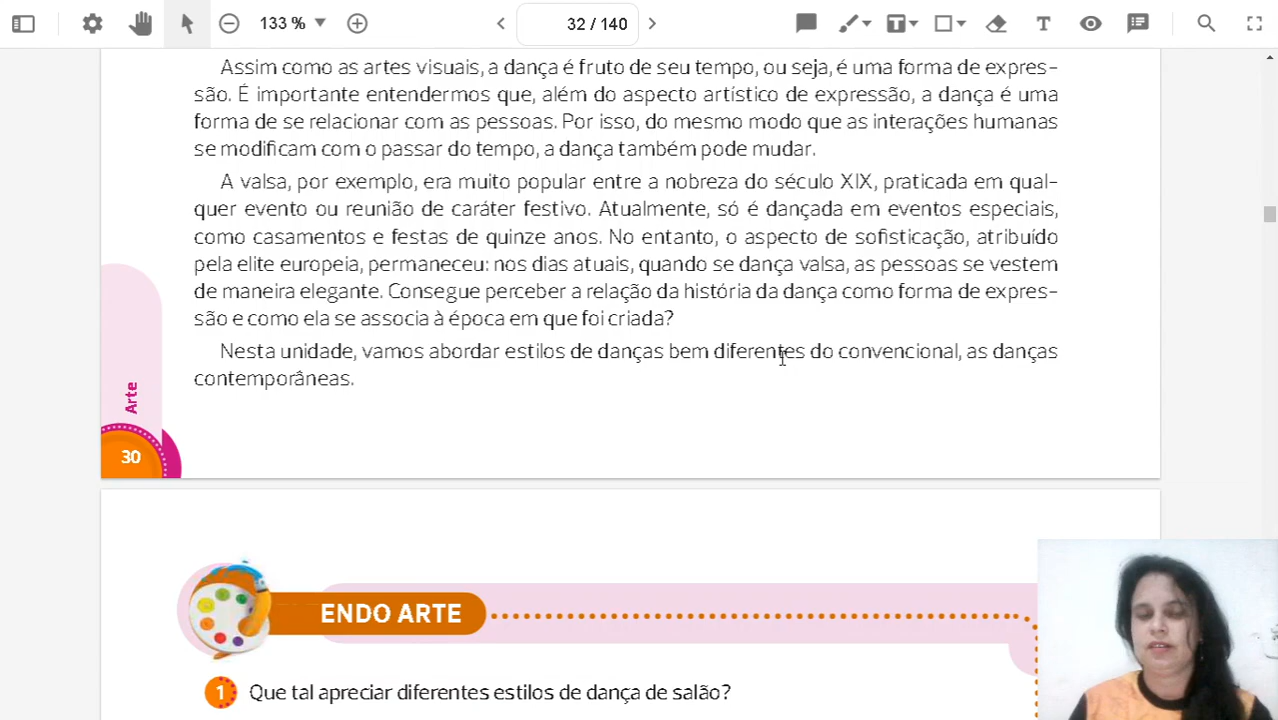 133 %
32 / 140
Assim como as artes visuais, a dança é fruto de seu tempo, ou seja, é uma forma de expres-
são. É importante entendermos que, além do aspecto artístico de expressão, a dança é uma
forma de se relacionar com as pessoas. Por isso, do mesmo modo que as interações humanas
se modificam com o passar do tempo, a dança também pode mudar.
A valsa, por exemplo, era muito popular entre a nobreza do século XIX, praticada em qual-
quer evento ou reunião de caráter festivo. Atualmente, só é dançada em eventos especiais,
como casamentos e festas de quinze anos. No entanto, o aspecto de sofisticação, atribuído
pela elite europeia, permaneceu: nos dias atuais, quando se dança valsa, as pessoas se vestem
de maneira elegante. Consegue perceber a relação da história da dança como forma de expres-
são e como ela se associa à época em que foi criada?
Nesta unidade, vamos abordar estilos de danças bem diferentes do convencional, as danças
contemporâneas.
Arte
30
ENDO ARTE
1 Que tal apreciar diferentes estilos de dança de salão?